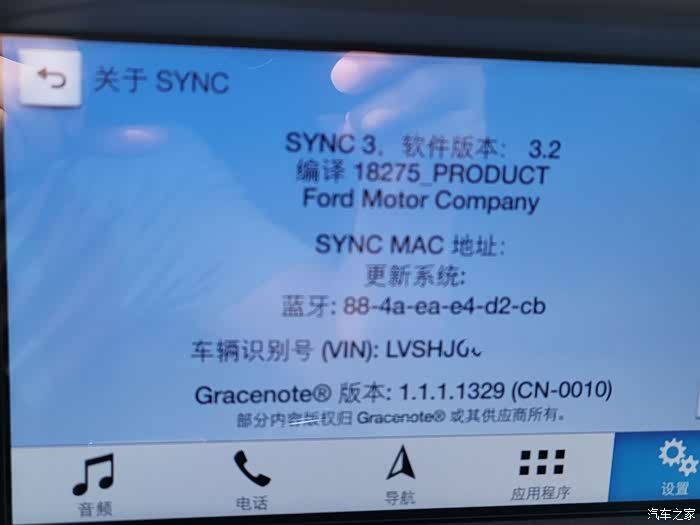 关于 SYNC
SYNC 3, 软件版本: 3.2
编译 18275_PRODUCT
Ford Motor Company
SYNC MAC 地址:
更新系统:
蓝牙: 88-4a-ea-e4-d2-cb
车辆识别号 (VIN): LVSHJ
Gracenote® 版本: 1.1.1.1329 (CN-0010)
部分内容版权归 Gracenote® 或其供应商所有。
音频
电话
导航
应用程序
设置
汽车之家